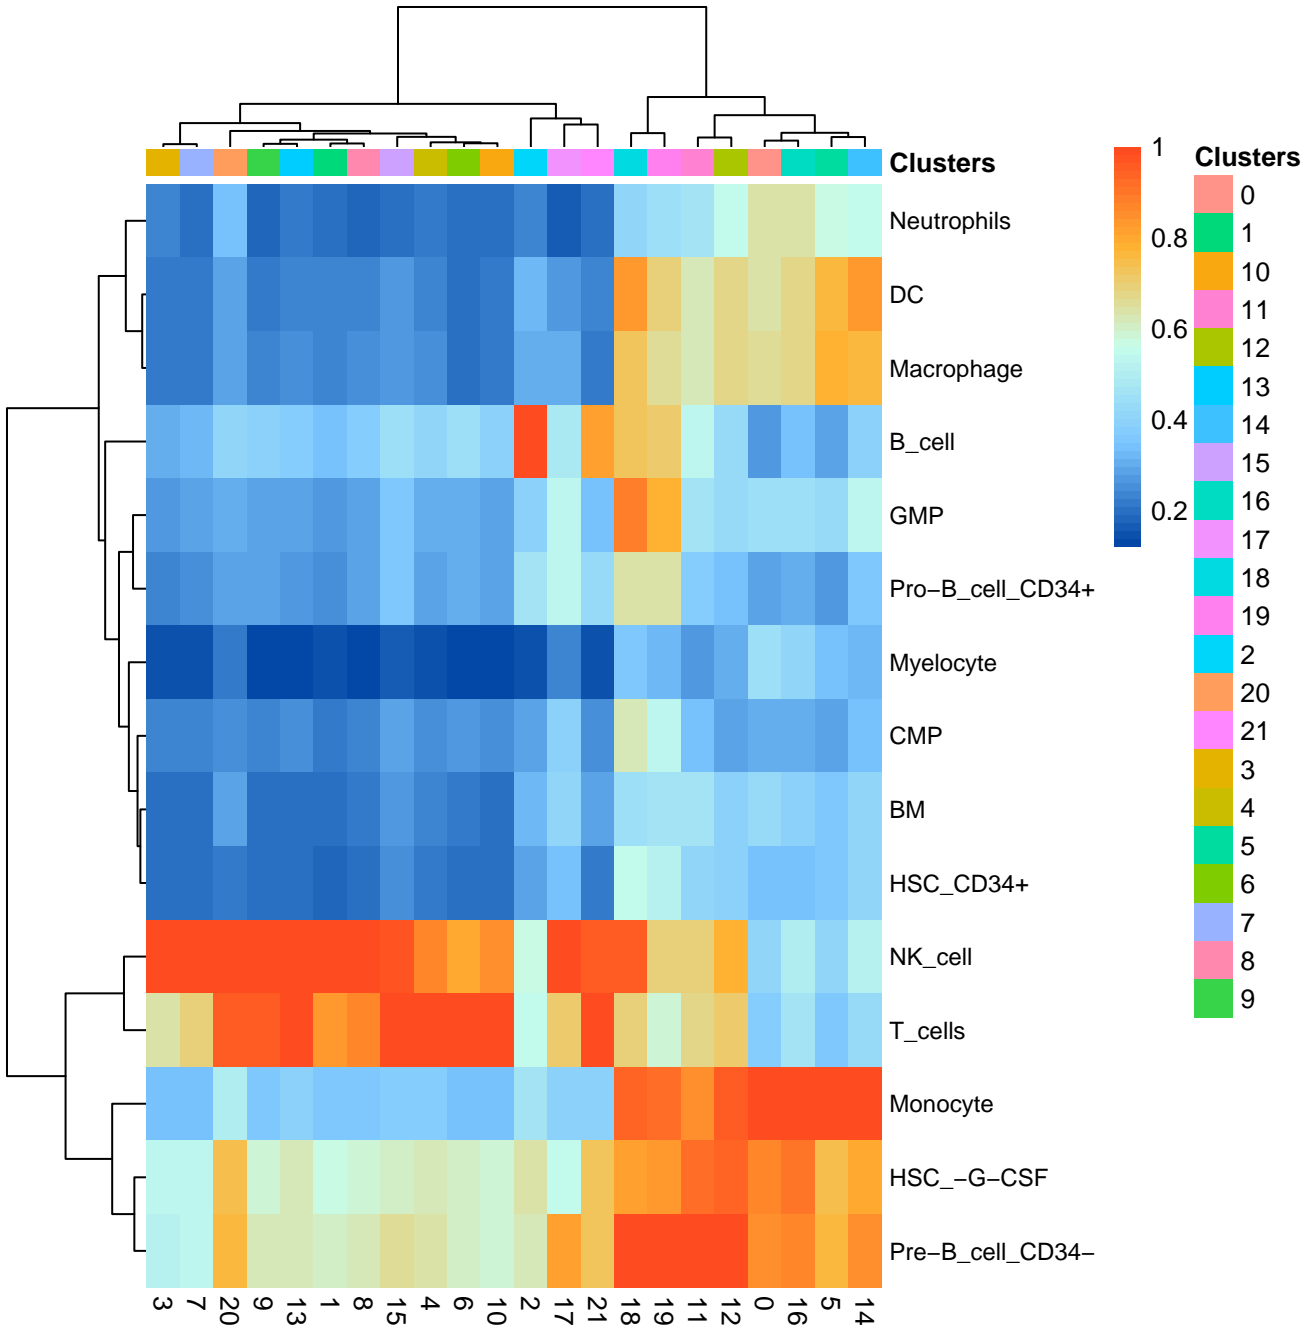 Clusters
Neutrophils
DC
Macrophage
B_cell
GMP
Pro−B_cell_CD34+
Myelocyte
CMP
BM
HSC_CD34+
NK_cell
T_cells
Monocyte
HSC_−G−CSF
Pre−B_cell_CD34−
3 7 20 9 13 1 8 15 4 6 10 2 17 21 18 19 11 12 0 16 5 14
1
0.8
0.6
0.4
0.2
Clusters
0
1
10
11
12
13
14
15
16
17
18
19
2
20
21
3
4
5
6
7
8
9